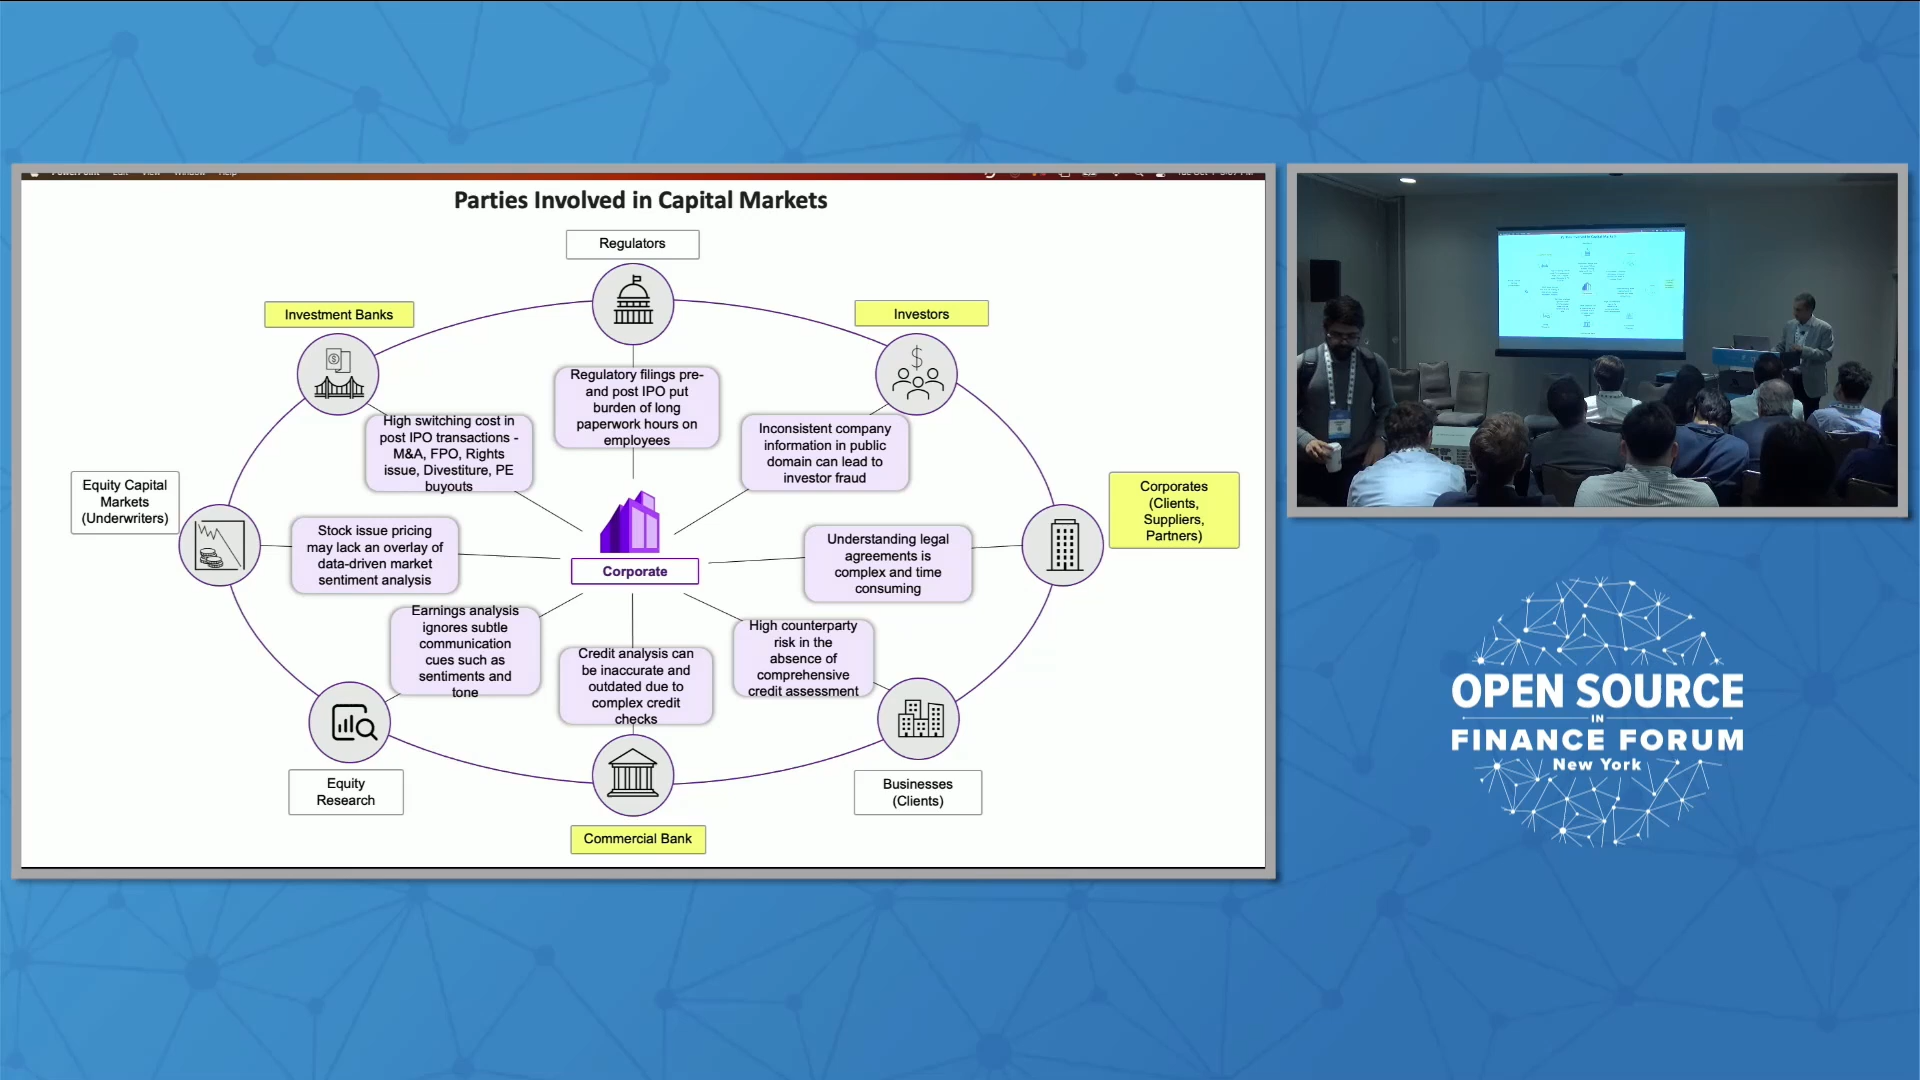 Parties Involved in Capital Markets
Regulators
Investment Banks
Investors
Regulatory filings pre-
and post IPO put
burden of long
paperwork hours on
employees
High switching cost in
post IPO transactions -
M&A, FPO, Rights
issue, Divestiture, PE
buyouts
Inconsistent company
information in public
domain can lead to
investor fraud
Equity Capital
Markets
(Underwriters)
Corporates
(Clients,
Suppliers,
Partners)
Stock issue pricing
may lack an overlay of
data-driven market
sentiment analysis
Corporate
Understanding legal
agreements is
complex and time
consuming
Earnings analysis
ignores subtle
communication
cues such as
sentiments and
tone
Credit analysis can
be inaccurate and
outdated due to
complex credit
checks
High counterparty
risk in the
absence of
comprehensive
credit assessment
Equity
Research
Businesses
(Clients)
Commercial Bank
OPEN SOURCE
IN
FINANCE FORUM
New York